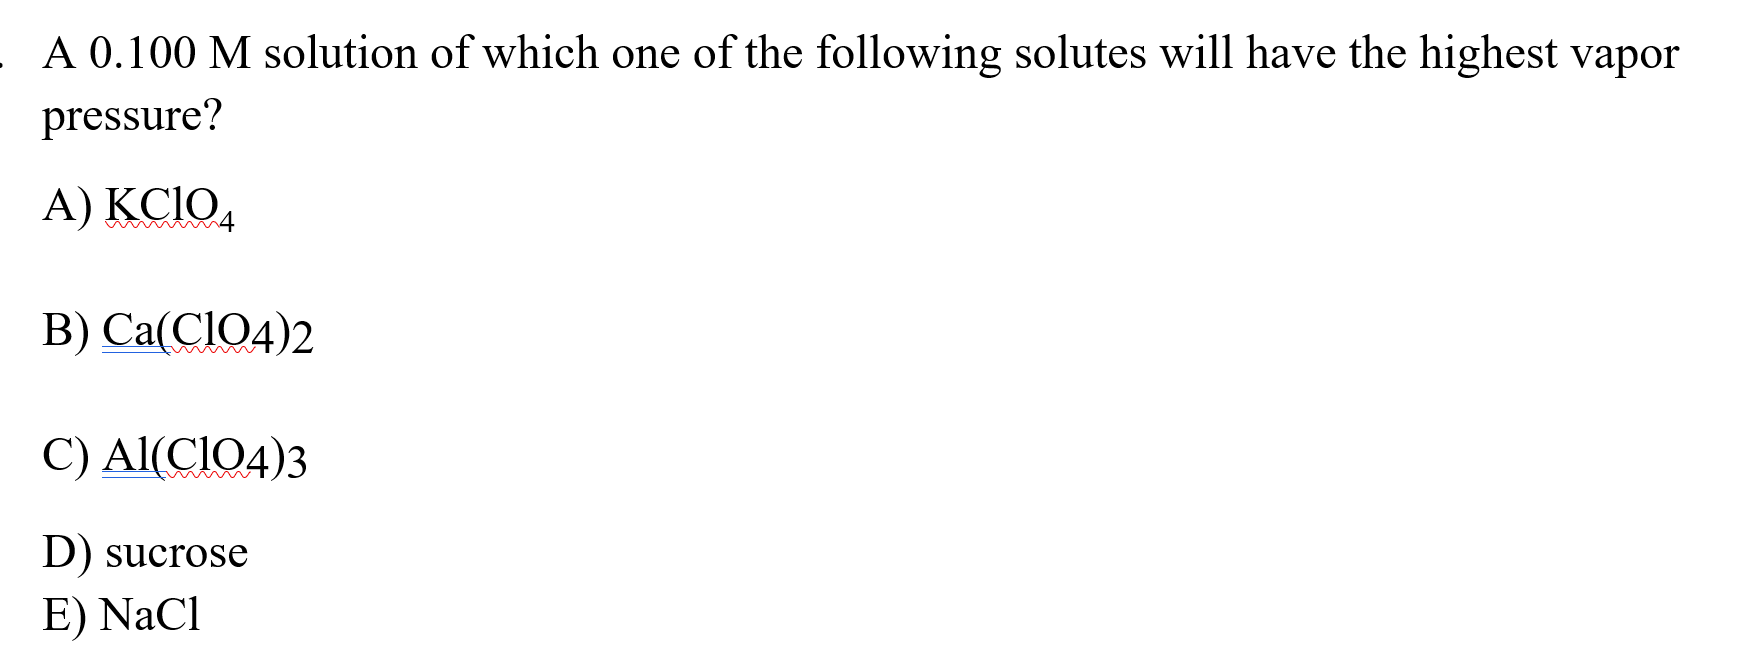 . A 0.100 M solution of which one of the following solutes will have the highest vapor
pressure?
A) KClO₄
B) Ca(ClO4)2
C) Al(ClO4)3
D) sucrose
E) NaCl